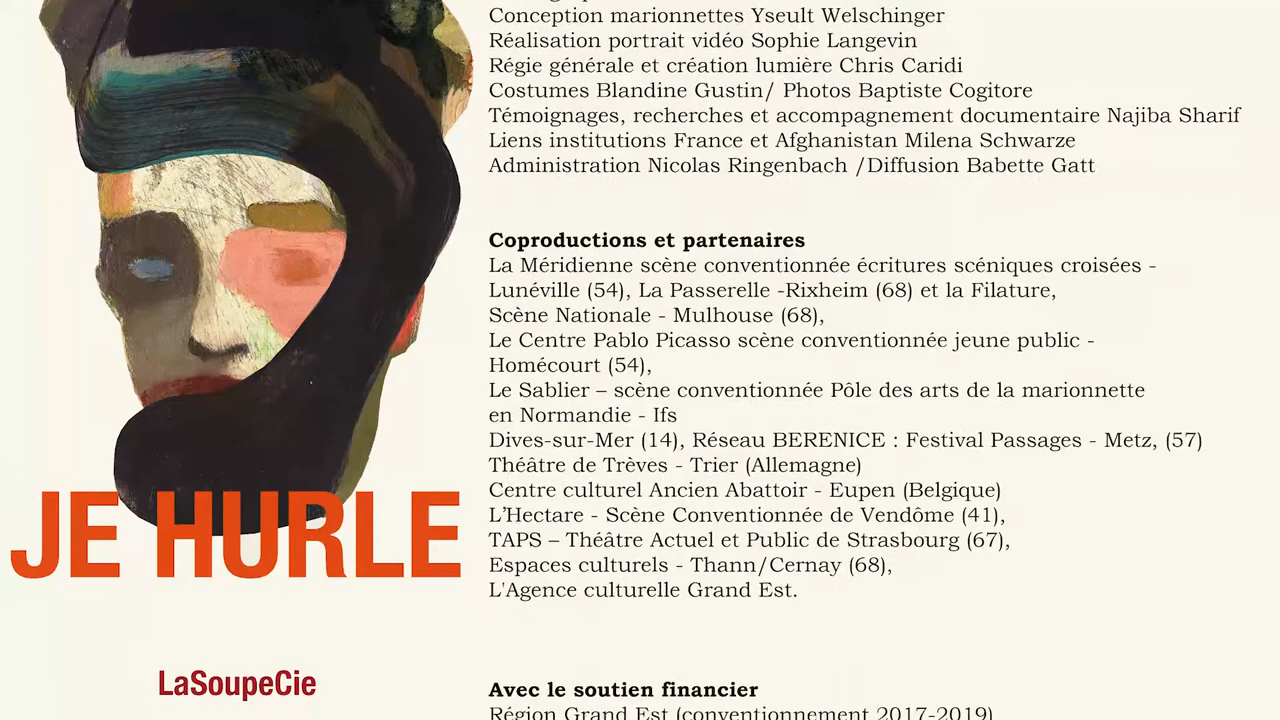 Conception marionnettes Yseult Welschinger
Réalisation portrait vidéo Sophie Langevin
Régie générale et création lumière Chris Caridi
Costumes Blandine Gustin/ Photos Baptiste Cogitore
Témoignages, recherches et accompagnement documentaire Najiba Sharif
Liens institutions France et Afghanistan Milena Schwarze
Administration Nicolas Ringenbach /Diffusion Babette Gatt
Coproductions et partenaires
La Méridienne scène conventionnée écritures scéniques croisées -
Lunéville (54), La Passerelle -Rixheim (68) et la Filature,
Scène Nationale - Mulhouse (68),
Le Centre Pablo Picasso scène conventionnée jeune public -
Homécourt (54),
Le Sablier – scène conventionnée Pôle des arts de la marionnette
en Normandie - Ifs
Dives-sur-Mer (14), Réseau BERENICE : Festival Passages - Metz, (57)
Théâtre de Trèves - Trier (Allemagne)
Centre culturel Ancien Abattoir - Eupen (Belgique)
L’Hectare - Scène Conventionnée de Vendôme (41),
TAPS – Théâtre Actuel et Public de Strasbourg (67),
Espaces culturels - Thann/Cernay (68),
L'Agence culturelle Grand Est.
Avec le soutien financier
Région Grand Est (conventionnement 2017-2019)
JE HURLE
LaSoupeCie